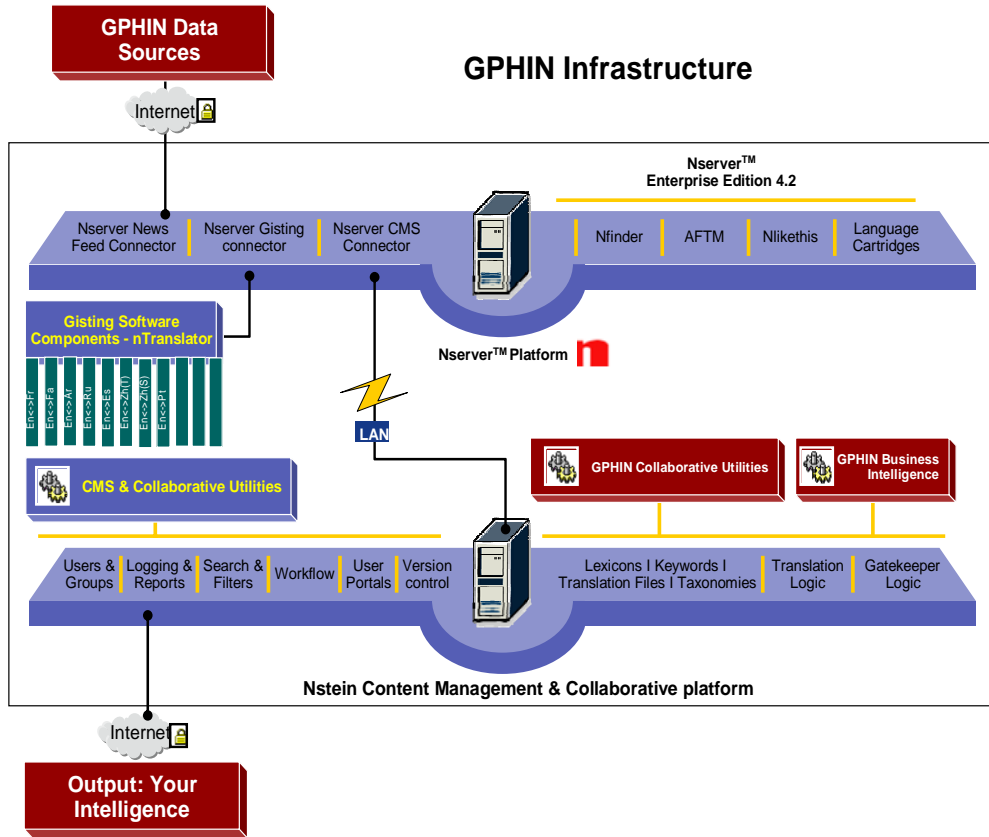 GPHIN Data
Sources
GPHIN Infrastructure
Internet
Nserver™
Enterprise Edition 4.2
Nserver News
Feed Connector
Nserver Gisting
connector
Nserver CMS
Connector
Nfinder
AFTM
Nlikethis
Language
Cartridges
Gisting Software
Components - nTranslator
En<->Fr
En<->Fa
En<->Ar
En<->Ru
En<->Es
En<->Zh(T)
En<->Zh(S)
En<->Pt
Nserver™ Platform
n
LAN
CMS & Collaborative Utilities
GPHIN Collaborative Utilities
GPHIN Business
Intelligence
Users &
Groups
Logging &
Reports
Search &
Filters
Workflow
User
Portals
Version
control
Lexicons I Keywords I
Translation Files I Taxonomies
Translation
Logic
Gatekeeper
Logic
Nstein Content Management & Collaborative platform
Internet
Output: Your
Intelligence